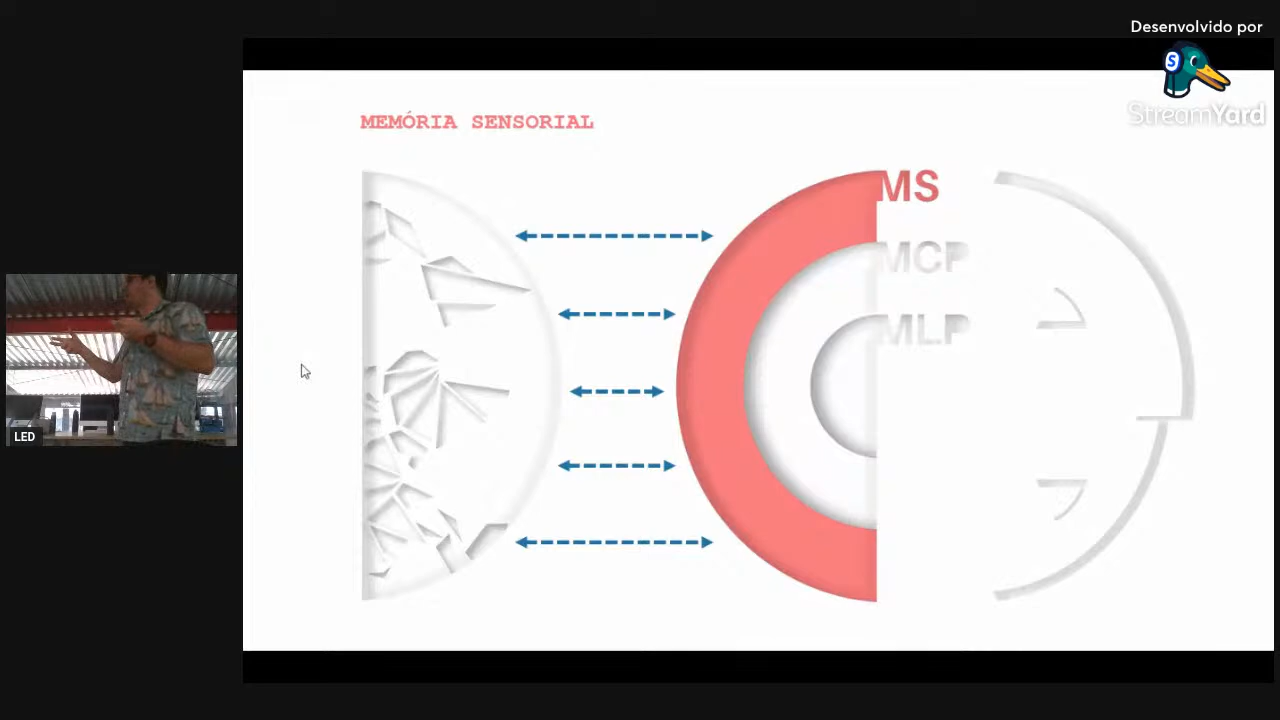 Desenvolvido por
S
StreamYard
MEMÓRIA SENSORIAL
MS
MCP
MLP
LED